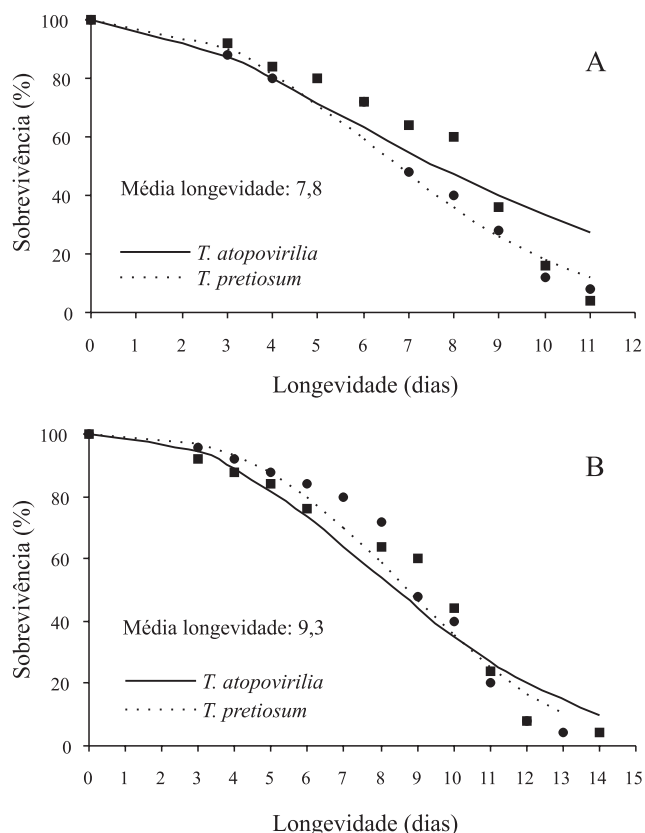 100
A
80
60
Sobrevivência (%)
40
Média longevidade: 7,8
20
T. atopovirilia
T. pretiosum
0
0 1 2 3 4 5 6 7 8 9 10 11 12
Longevidade (dias)
100
B
80
60
Sobrevivência (%)
40
Média longevidade: 9,3
20
T. atopovirilia
T. pretiosum
0
0 1 2 3 4 5 6 7 8 9 10 11 12 13 14 15
Longevidade (dias)